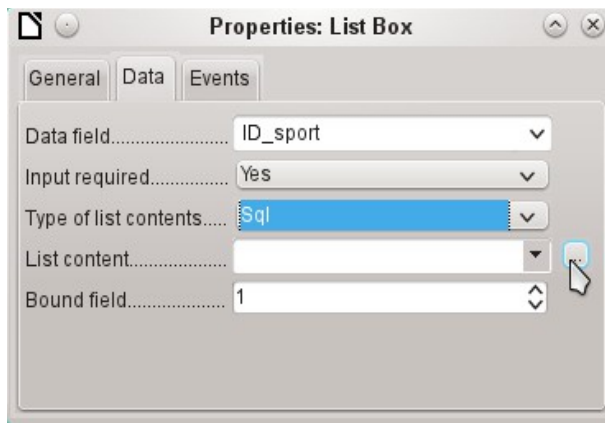 Properties: List Box
General Data Events
Data field....................... ID_sport
Input required............... Yes
Type of list contents..... Sql
List content................... ...
Bound field.................... 1